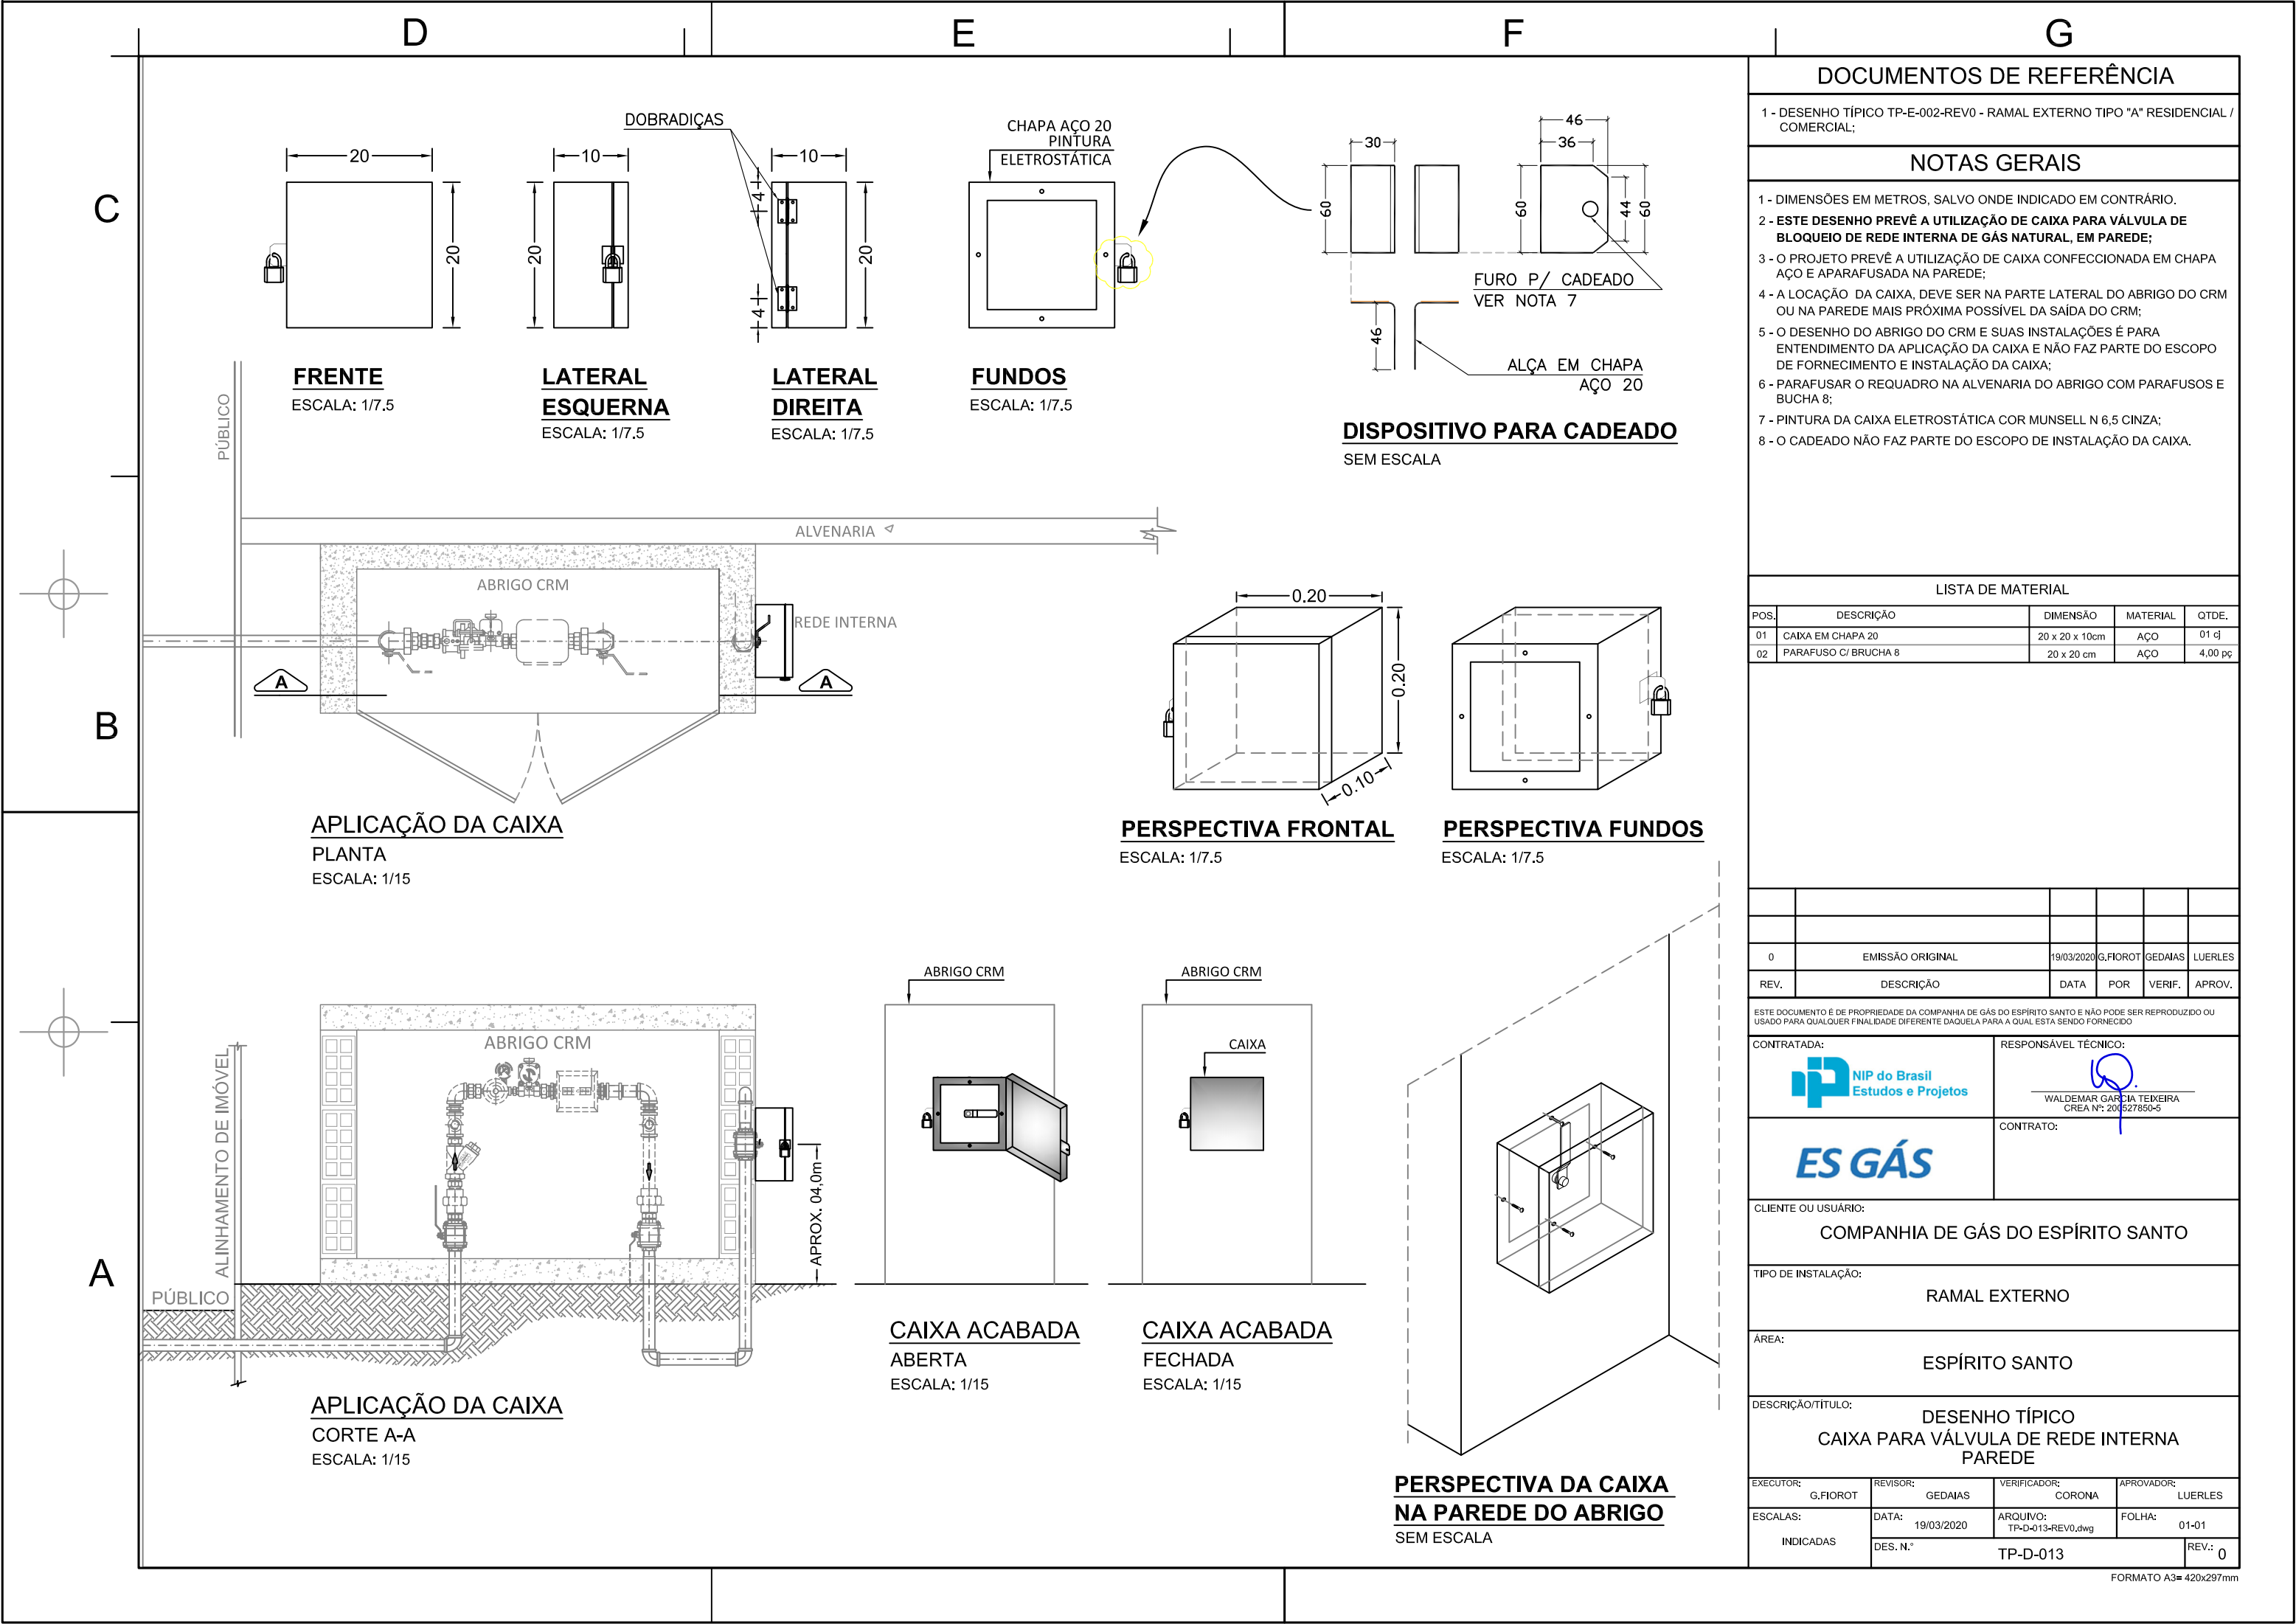 D
E
F
G
C
B
A
DOBRADIÇAS
20
20
FRENTE
ESCALA: 1/7.5
10
20
LATERAL
ESQUERNA
ESCALA: 1/7.5
10
4
4
20
LATERAL
DIREITA
ESCALA: 1/7.5
CHAPA AÇO 20
PINTURA
ELETROSTÁTICA
FUNDOS
ESCALA: 1/7.5
30
60
46
36
60
44
60
FURO P/ CADEADO
VER NOTA 7
46
ALÇA EM CHAPA
AÇO 20
DISPOSITIVO PARA CADEADO
SEM ESCALA
PÚBLICO
ALVENARIA
ABRIGO CRM
REDE INTERNA
A
A
APLICAÇÃO DA CAIXA
PLANTA
ESCALA: 1/15
0.20
0.20
0.10
PERSPECTIVA FRONTAL
ESCALA: 1/7.5
PERSPECTIVA FUNDOS
ESCALA: 1/7.5
ALINHAMENTO DE IMÓVEL
PÚBLICO
ABRIGO CRM
APROX. 04,0m
APLICAÇÃO DA CAIXA
CORTE A-A
ESCALA: 1/15
ABRIGO CRM
CAIXA ACABADA
ABERTA
ESCALA: 1/15
ABRIGO CRM
CAIXA
CAIXA ACABADA
FECHADA
ESCALA: 1/15
PERSPECTIVA DA CAIXA
NA PAREDE DO ABRIGO
SEM ESCALA
DOCUMENTOS DE REFERÊNCIA
1 - DESENHO TÍPICO TP-E-002-REV0 - RAMAL EXTERNO TIPO "A" RESIDENCIAL /
COMERCIAL;
NOTAS GERAIS
1 - DIMENSÕES EM METROS, SALVO ONDE INDICADO EM CONTRÁRIO.
2 - ESTE DESENHO PREVÊ A UTILIZAÇÃO DE CAIXA PARA VÁLVULA DE
BLOQUEIO DE REDE INTERNA DE GÁS NATURAL, EM PAREDE;
3 - O PROJETO PREVÊ A UTILIZAÇÃO DE CAIXA CONFECCIONADA EM CHAPA
AÇO E APARAFUSADA NA PAREDE;
4 - A LOCAÇÃO DA CAIXA, DEVE SER NA PARTE LATERAL DO ABRIGO DO CRM
OU NA PAREDE MAIS PRÓXIMA POSSÍVEL DA SAÍDA DO CRM;
5 - O DESENHO DO ABRIGO DO CRM E SUAS INSTALAÇÕES É PARA
ENTENDIMENTO DA APLICAÇÃO DA CAIXA E NÃO FAZ PARTE DO ESCOPO
DE FORNECIMENTO E INSTALAÇÃO DA CAIXA;
6 - PARAFUSAR O REQUADRO NA ALVENARIA DO ABRIGO COM PARAFUSOS E
BUCHA 8;
7 - PINTURA DA CAIXA ELETROSTÁTICA COR MUNSELL N 6,5 CINZA;
8 - O CADEADO NÃO FAZ PARTE DO ESCOPO DE INSTALAÇÃO DA CAIXA.
LISTA DE MATERIAL
POS. DESCRIÇÃO DIMENSÃO MATERIAL QTDE.
01 CAIXA EM CHAPA 20 20 x 20 x 10cm AÇO 01 cj
02 PARAFUSO C/ BRUCHA 8 20 x 20 cm AÇO 4,00 pç
0 EMISSÃO ORIGINAL 19/03/2020 G.FIOROT GEDAIAS LUERLES
REV. DESCRIÇÃO DATA POR VERIF. APROV.
ESTE DOCUMENTO É DE PROPRIEDADE DA COMPANHIA DE GÁS DO ESPÍRITO SANTO E NÃO PODE SER REPRODUZIDO OU
USADO PARA QUALQUER FINALIDADE DIFERENTE DAQUELA PARA A QUAL ESTA SENDO FORNECIDO
CONTRATADA:
NIP do Brasil
Estudos e Projetos
RESPONSÁVEL TÉCNICO:
WALDEMAR GARCIA TEIXEIRA
CREA Nº: 200527850-5
ES GÁS
CONTRATO:
CLIENTE OU USUÁRIO:
COMPANHIA DE GÁS DO ESPÍRITO SANTO
TIPO DE INSTALAÇÃO:
RAMAL EXTERNO
ÁREA:
ESPÍRITO SANTO
DESCRIÇÃO/TÍTULO:
DESENHO TÍPICO
CAIXA PARA VÁLVULA DE REDE INTERNA
PAREDE
EXECUTOR: REVISOR: VERIFICADOR: APROVADOR:
G.FIOROT GEDAIAS CORONA LUERLES
ESCALAS: DATA: ARQUIVO: FOLHA:
INDICADAS 19/03/2020 TP-D-013-REV0.dwg 01-01
DES. N.° TP-D-013 REV.: 0
FORMATO A3= 420x297mm